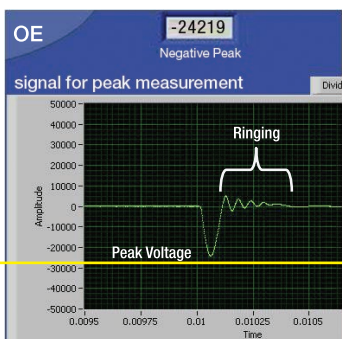 OE
-24219
Negative Peak
signal for peak measurement
Divid
50000
40000
30000
20000
10000
0
-10000
-20000
-30000
-40000
-50000
Amplitude
Ringing
Peak Voltage
0.0095
0.00975
0.01
0.01025
0.0105
Time